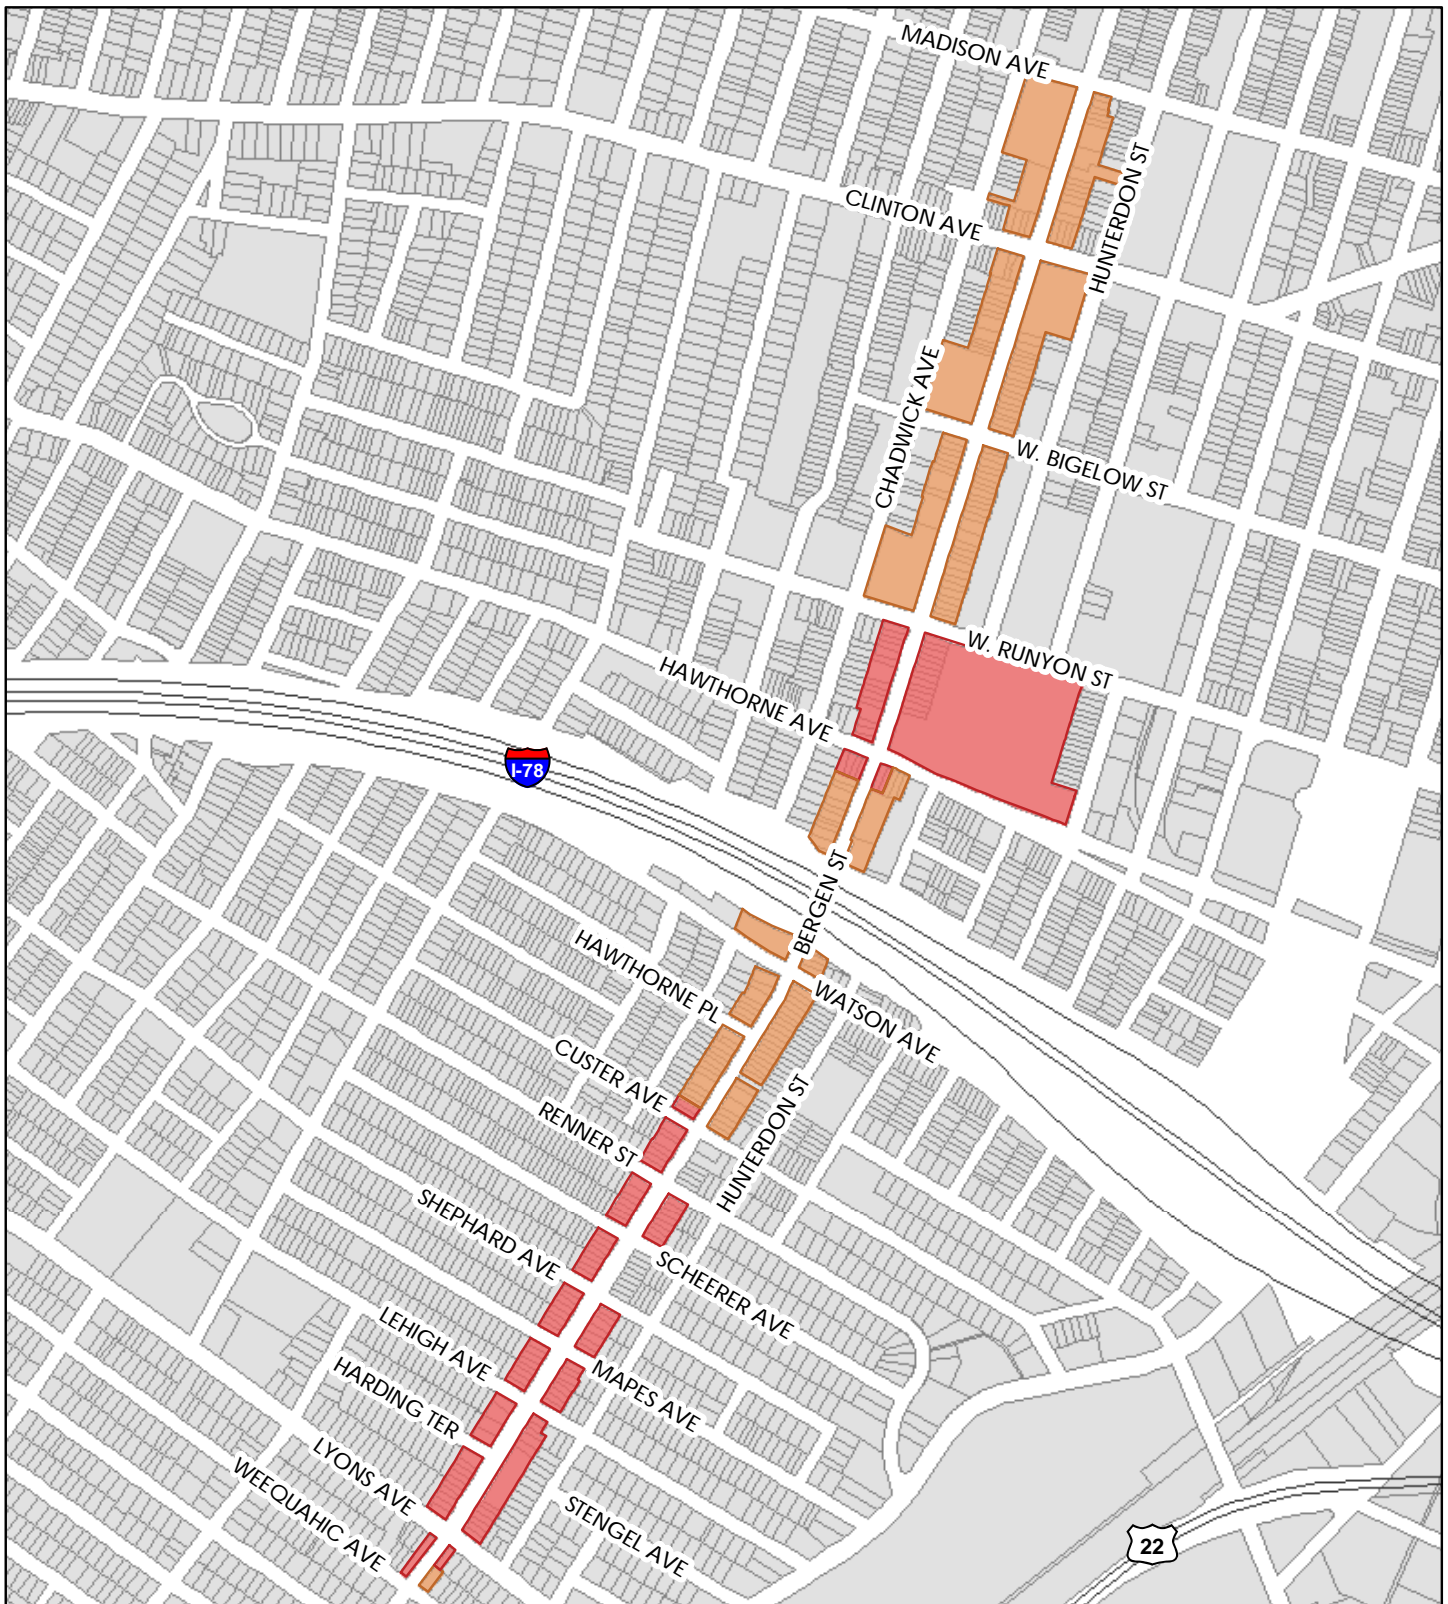 MADISON AVE
HUNTERDON ST
CLINTON AVE
CHADWICK AVE
W. BIGELOW ST
W. RUNYON ST
HAWTHORNE AVE
I-78
BERGEN ST
HAWTHORNE PL
WATSON AVE
CUSTER AVE
HUNTERDON ST
RENNER ST
SHEPHARD AVE
SCHEERER AVE
LEHIGH AVE
HARDING TER
MAPES AVE
LYONS AVE
WEEQUAHIC AVE
STENGEL AVE
22